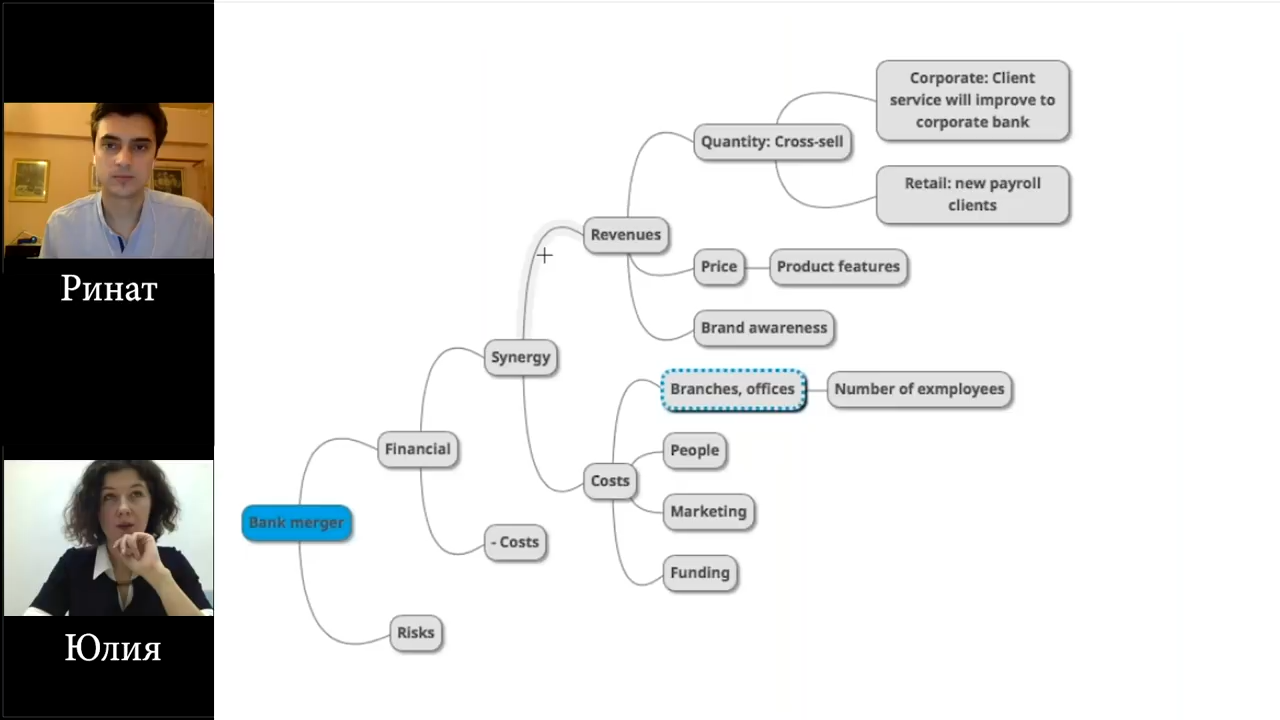 Ринат
Юлия
Corporate: Client
service will improve to
corporate bank
Quantity: Cross-sell
Retail: new payroll
clients
Revenues
Price
Product features
Brand awareness
Synergy
Branches, offices
Number of exmployees
Financial
People
Costs
Marketing
Bank merger
- Costs
Funding
Risks